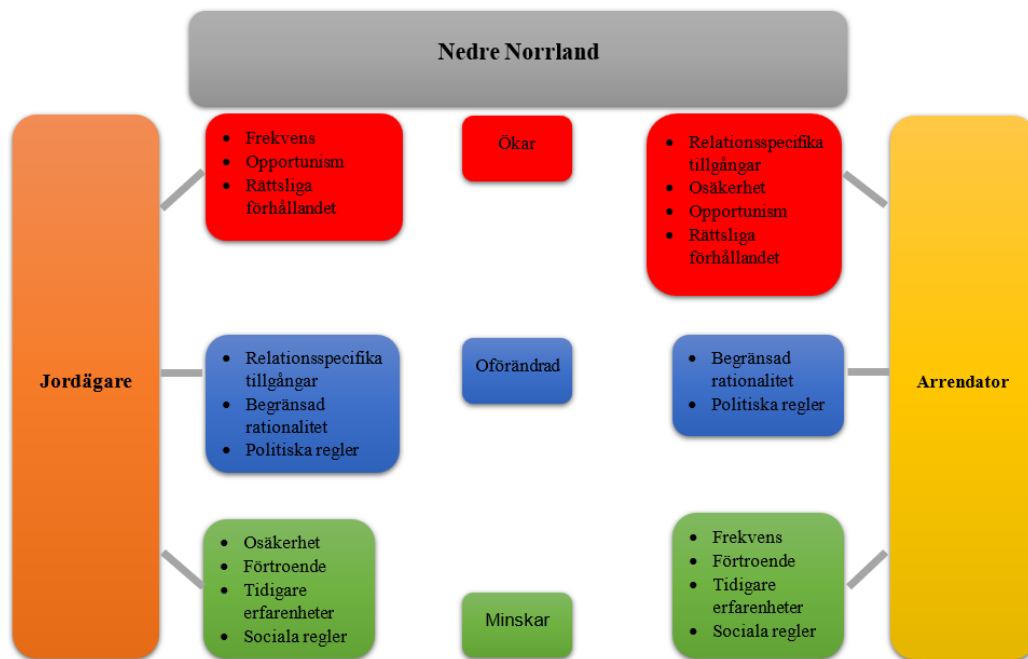 Nedre Norrland
Jordägare
• Frekvens
• Opportunism
• Rättsliga
förhållandet
Ökar
• Relationsspecifika
tillgångar
• Osäkerhet
• Opportunism
• Rättsliga
förhållandet
• Relationsspecifika
tillgångar
• Begränsad
rationalitet
• Politiska regler
Oförändrad
• Begränsad
rationalitet
• Politiska regler
Arrendator
• Osäkerhet
• Förtroende
• Tidigare
erfarenheter
• Sociala regler
Minskar
• Frekvens
• Förtroende
• Tidigare
erfarenheter
• Sociala regler